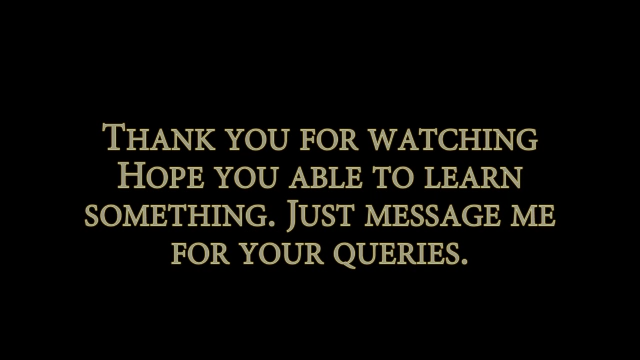 Thank you for watching
Hope you able to learn
something. Just message me
for your queries.